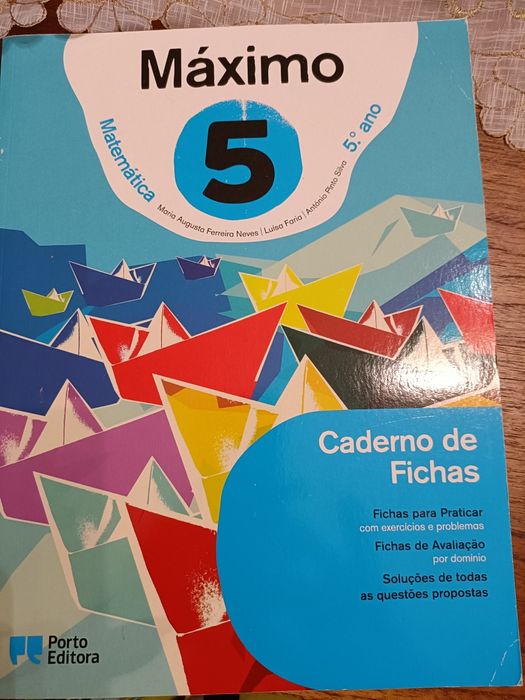 Máximo
5
Matemática
5.º ano
Maria Augusta Ferreira Neves | Luísa Faria | António Pinto Silva
Caderno de
Fichas
Fichas para Praticar
com exercícios e problemas
Fichas de Avaliação
por domínio
Soluções de todas
as questões propostas
Porto
Editora